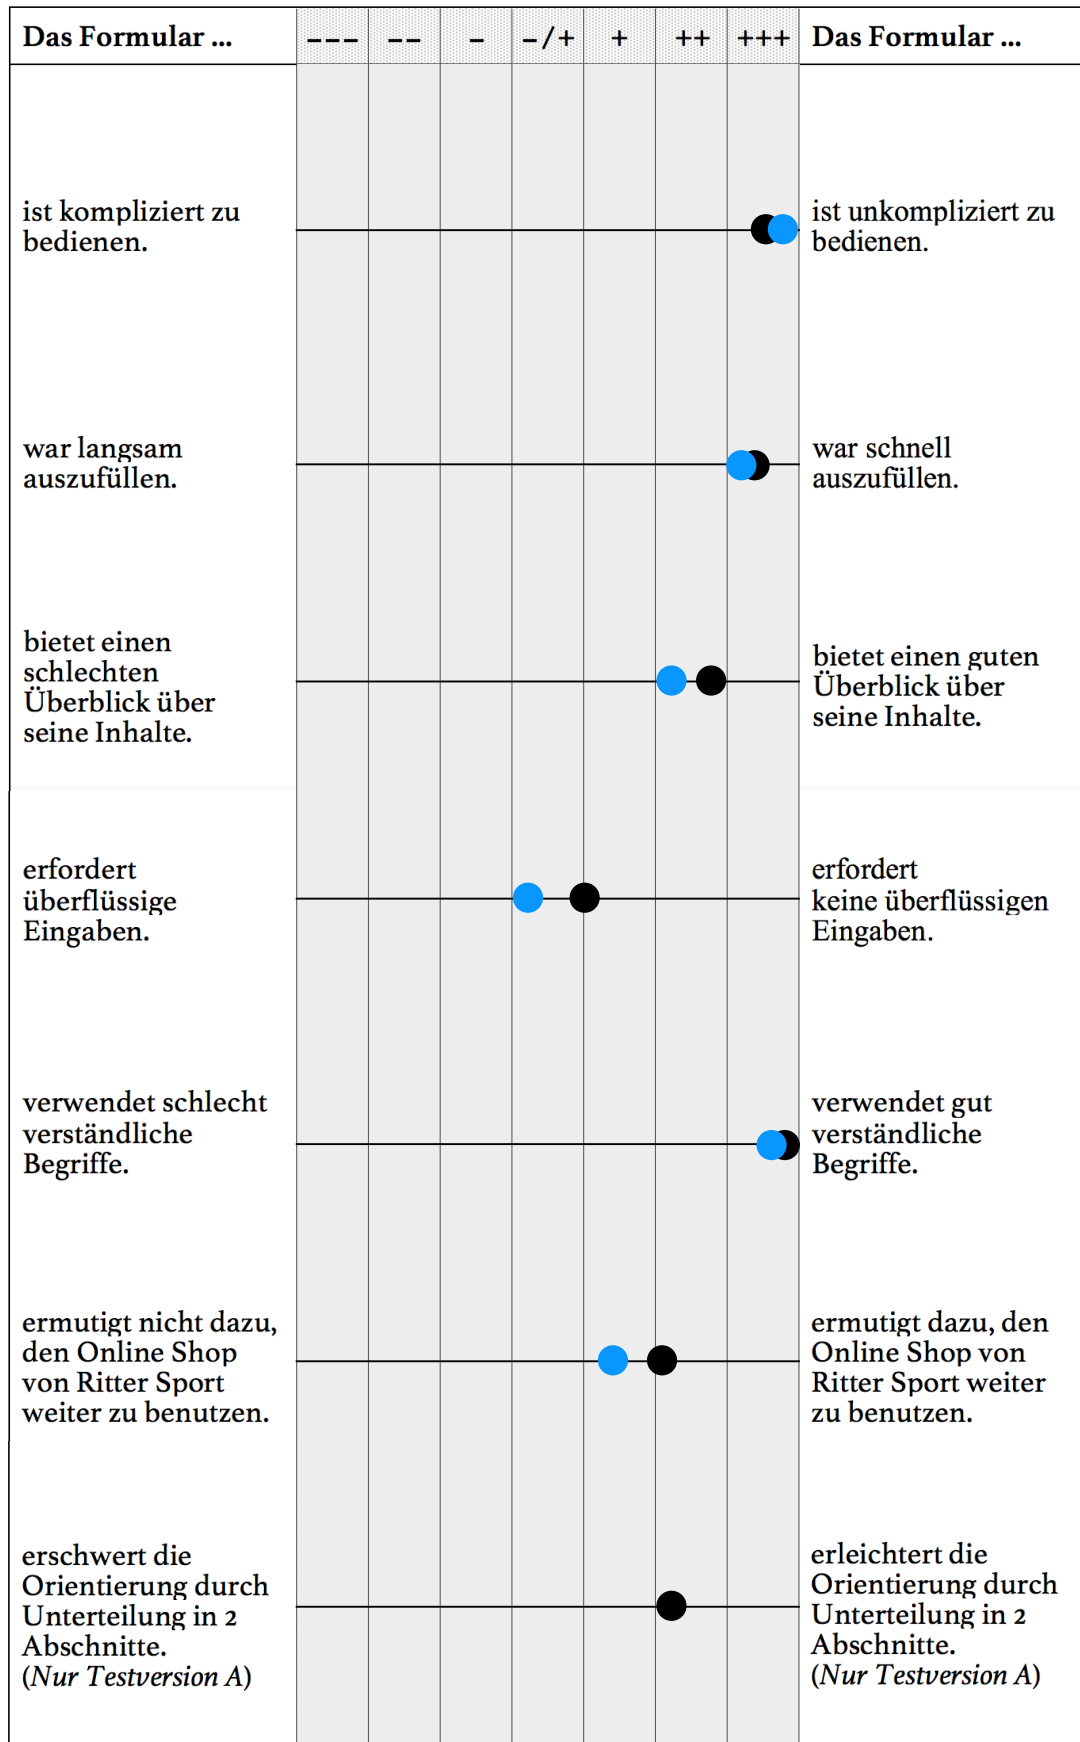 Das Formular ... --- -- - -/+ + ++ +++ Das Formular ...
ist kompliziert zu
bedienen.
ist unkompliziert zu
bedienen.
war langsam
auszufüllen.
war schnell
auszufüllen.
bietet einen
schlechten
Überblick über
seine Inhalte.
bietet einen guten
Überblick über
seine Inhalte.
erfordert
überflüssige
Eingaben.
erfordert
keine überflüssigen
Eingaben.
verwendet schlecht
verständliche
Begriffe.
verwendet gut
verständliche
Begriffe.
ermutigt nicht dazu,
den Online Shop
von Ritter Sport
weiter zu benutzen.
ermutigt dazu, den
Online Shop von
Ritter Sport weiter
zu benutzen.
erschwert die
Orientierung durch
Unterteilung in 2
Abschnitte.
(Nur Testversion A)
erleichtert die
Orientierung durch
Unterteilung in 2
Abschnitte.
(Nur Testversion A)